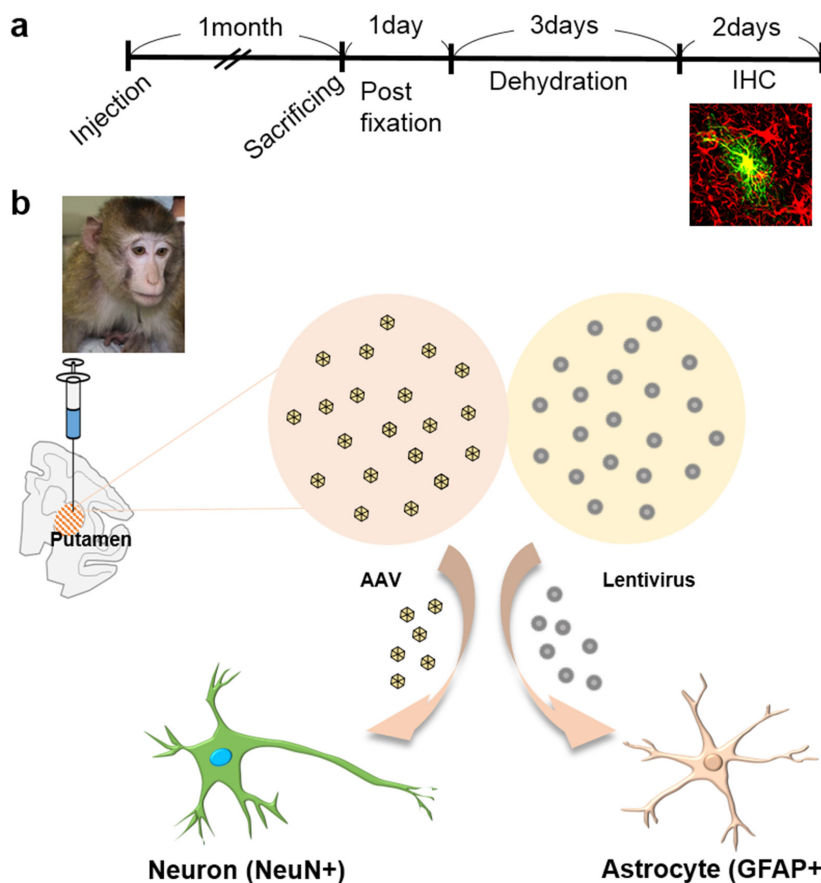 a
1month
1day
3days
2days
Injection
Sacrificing
Post
fixation
Dehydration
IHC
b
Putamen
AAV
Lentivirus
Neuron (NeuN+)
Astrocyte (GFAP+